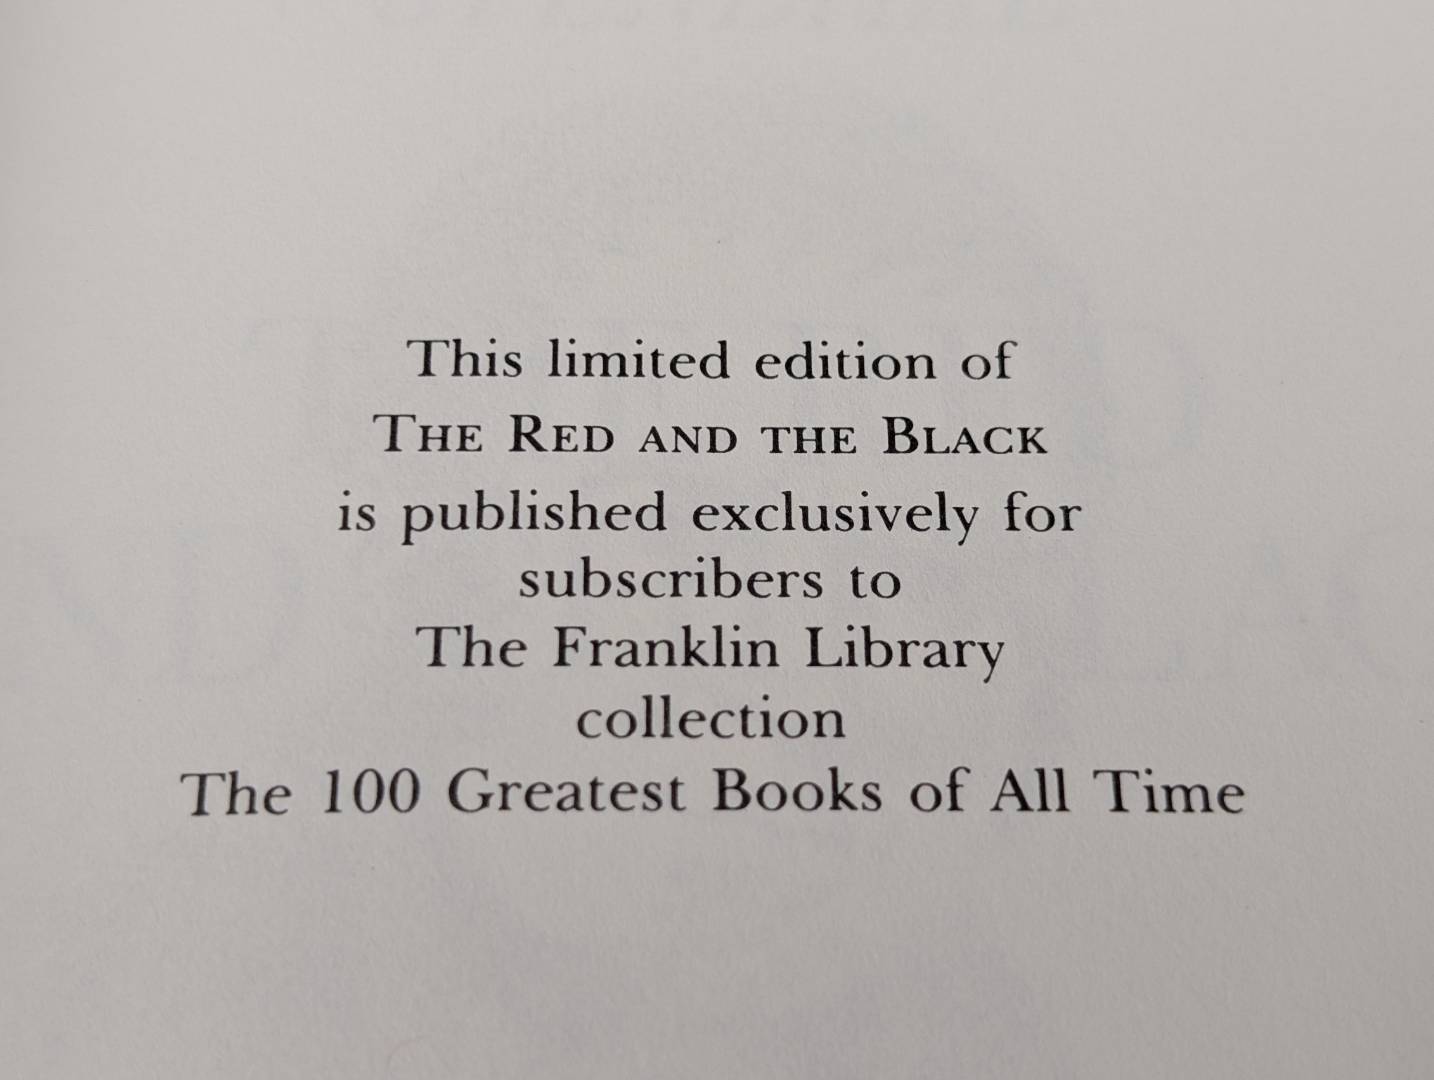 This limited edition of
THE RED AND THE BLACK
is published exclusively for
subscribers to
The Franklin Library
collection
The 100 Greatest Books of All Time